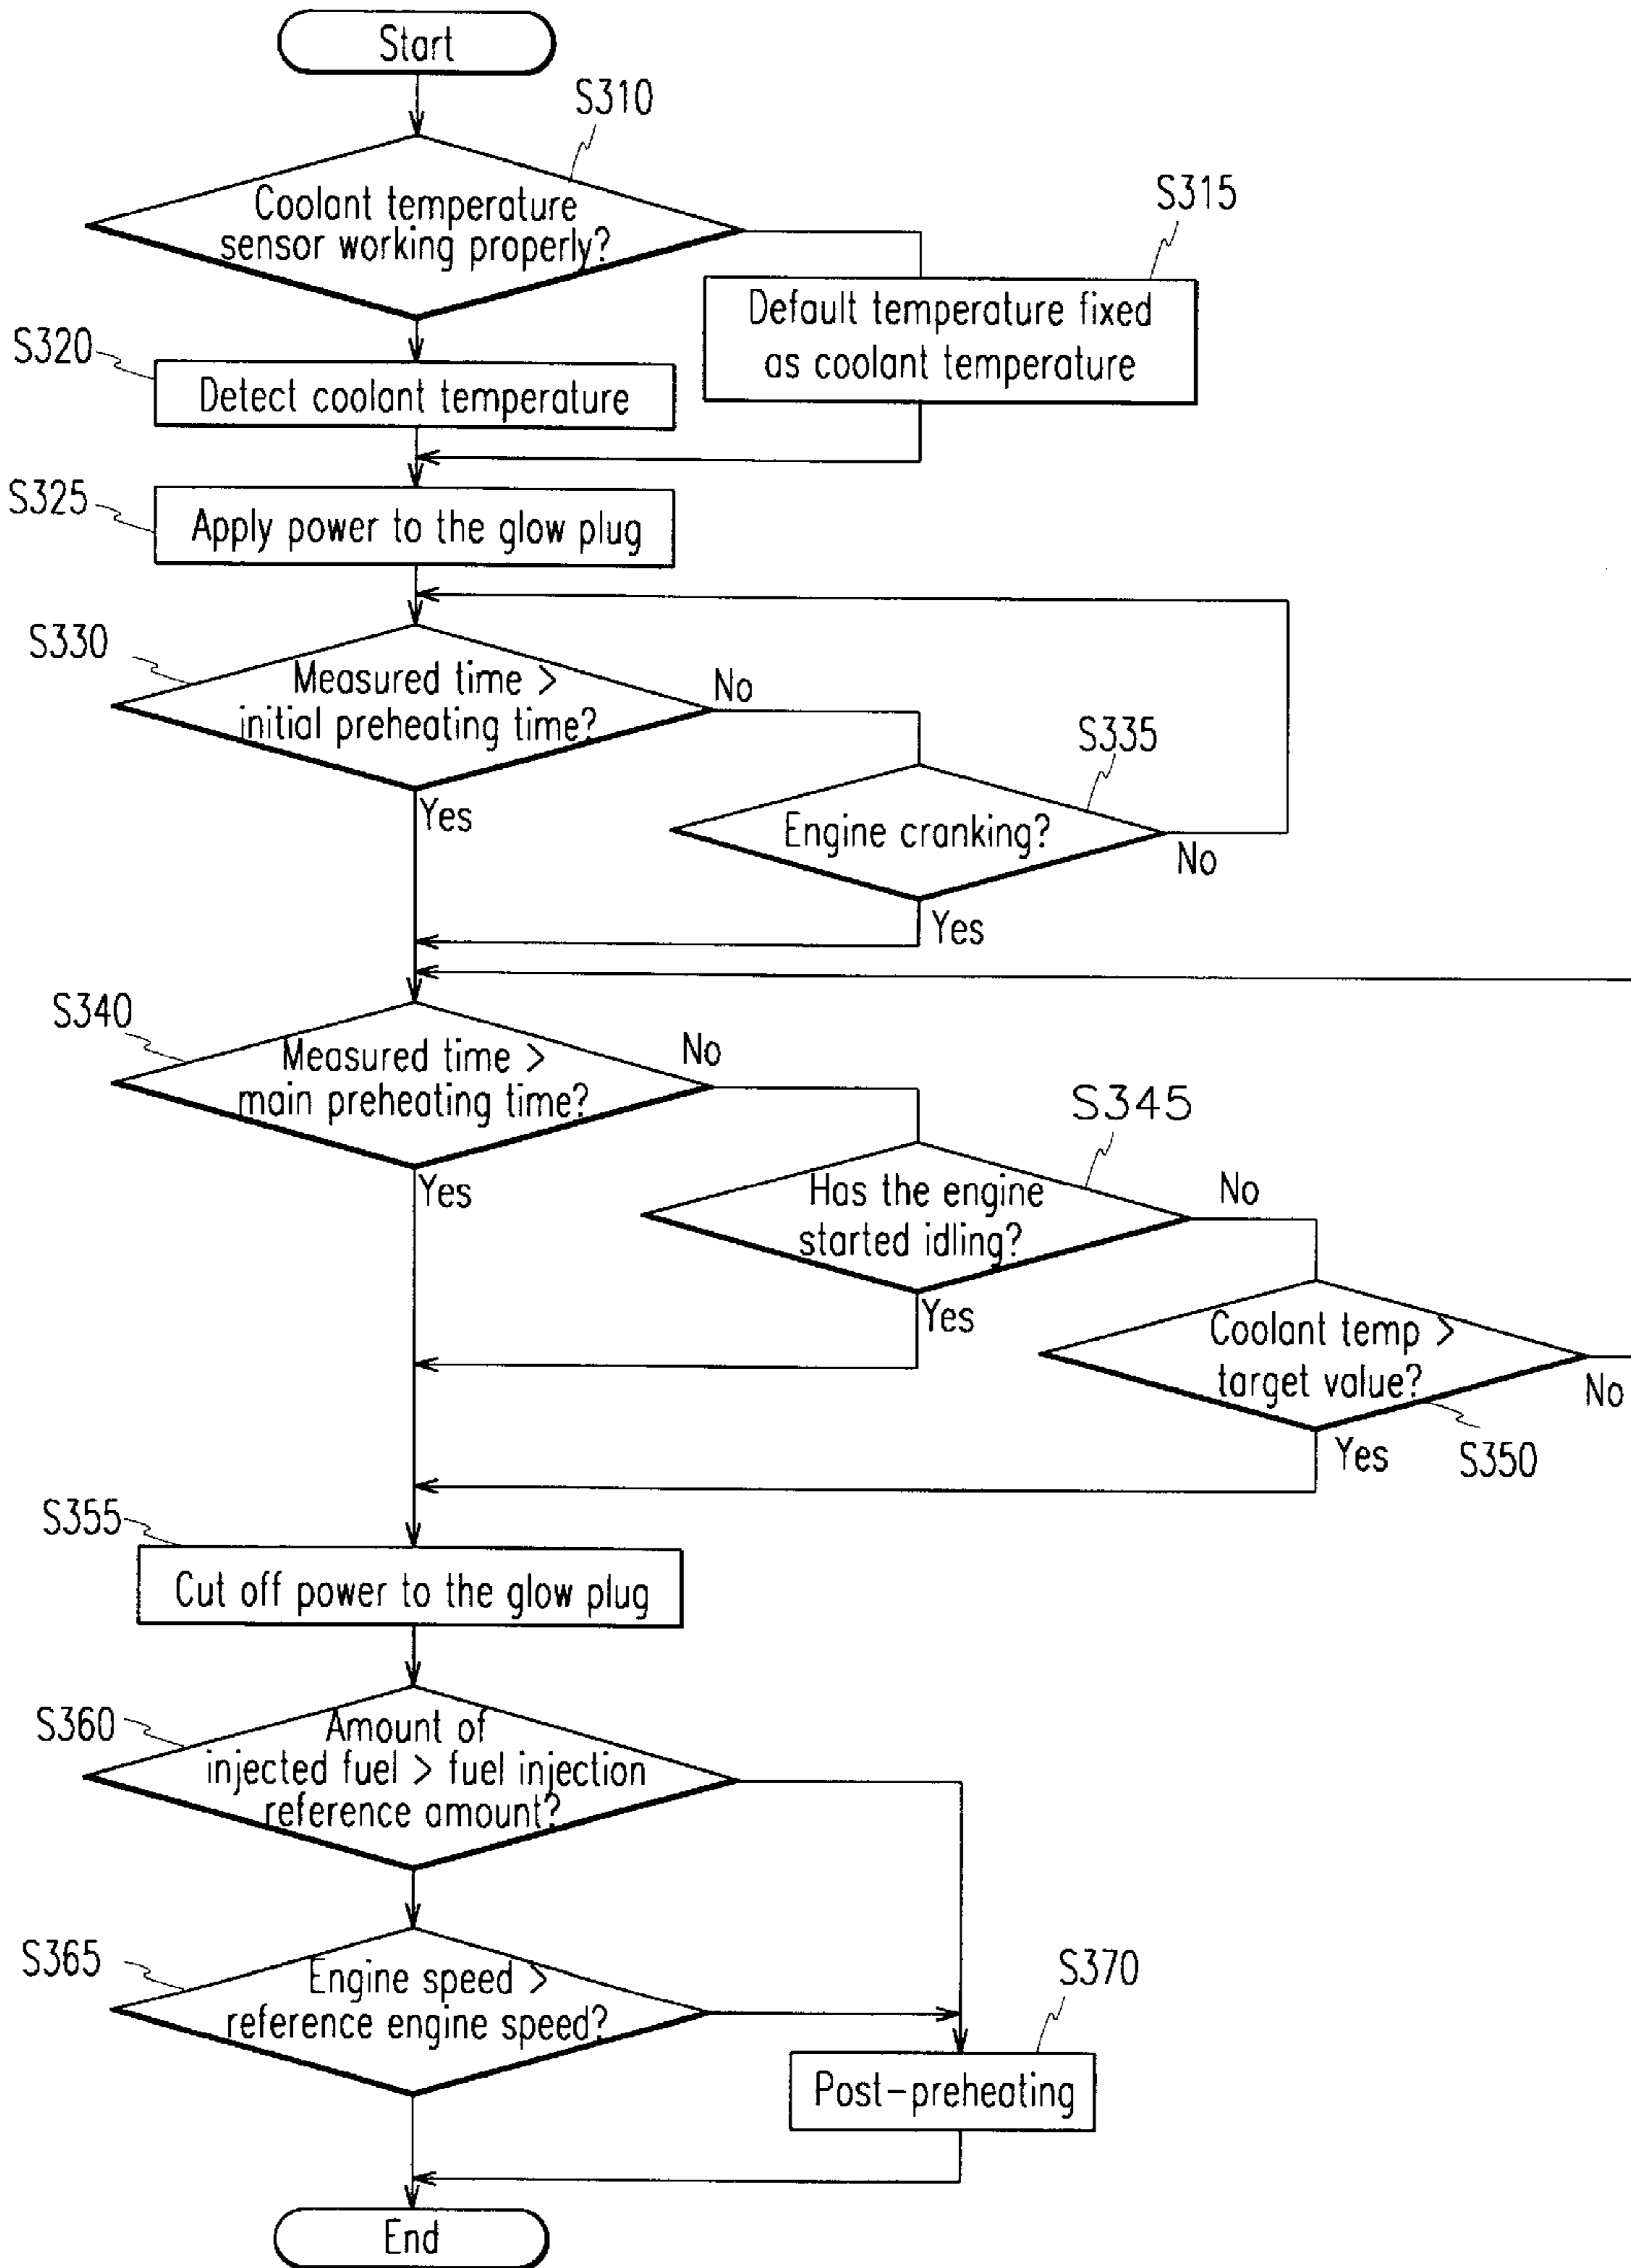 Start
S310
Coolant temperature
sensor working properly?
S315
Default temperature fixed
as coolant temperature
S320
Detect coolant temperature
S325
Apply power to the glow plug
S330
Measured time >
initial preheating time?
No
Yes
S335
Engine cranking?
No
Yes
S340
Measured time >
main preheating time?
No
Yes
S345
Has the engine
started idling?
No
Yes
Coolant temp >
target value?
No
Yes
S350
S355
Cut off power to the glow plug
S360
Amount of
injected fuel > fuel injection
reference amount?
S365
Engine speed >
reference engine speed?
S370
Post-preheating
End